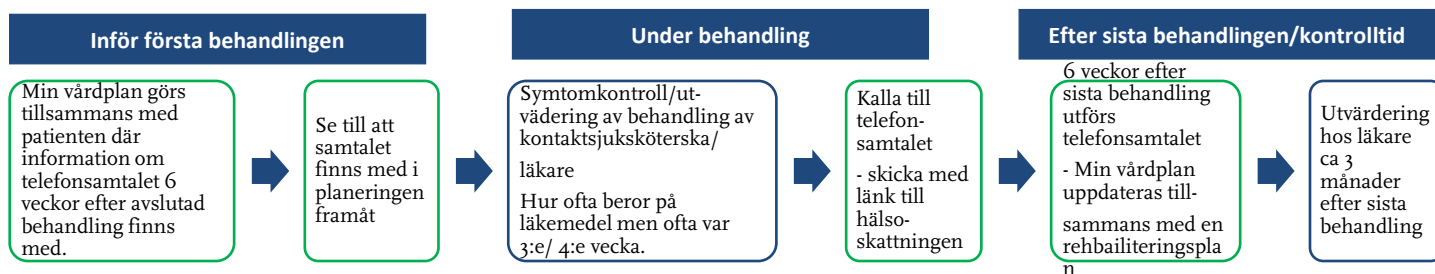 Inför första behandlingen
Under behandling
Efter sista behandlingen/kontrolltid
Min vårdplan görs
tillsammans med
patienten där
information om
telefonsamtalet 6
veckor efter avslutad
behandling finns
med.
Se till att
samtalet
finns med i
planeringen
framåt
Symtomkontroll/ut-
vädering av behandling av
kontaktsjuksköterska/
läkare
Hur ofta beror på
läkemedel men ofta var
3:e/ 4:e vecka.
Kalla till
telefon-
samtalet
- skicka med
länk till
hälso-
skattningen
6 veckor efter
sista behandling
utförs
telefonsamtalet
- Min vårdplan
uppdateras till-
sammans med en
rehbailiteringspla
n
Utvärdering
hos läkare
ca 3
månader
efter sista
behandling